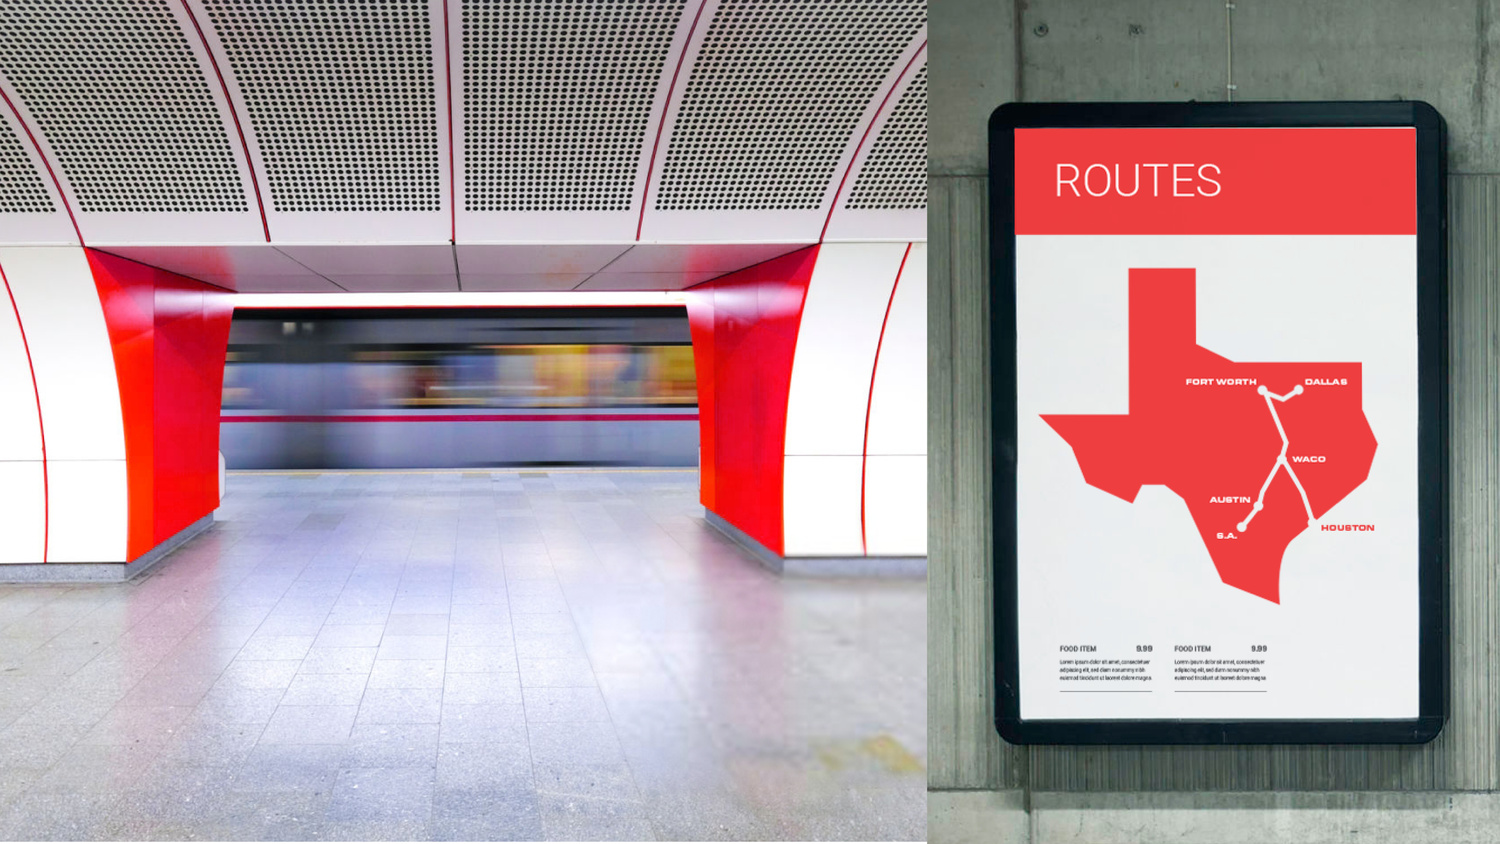 ROUTES
FORT WORTH
DALLAS
WACO
AUSTIN
S.A.
HOUSTON
FOOD ITEM 9.99
Lorem ipsum dolor sit amet, consectetuer
adipiscing elit, sed diam nonummy nibh
euismod tincidunt ut laoreet dolore magna
FOOD ITEM 9.99
Lorem ipsum dolor sit amet, consectetuer
adipiscing elit, sed diam nonummy nibh
euismod tincidunt ut laoreet dolore magna